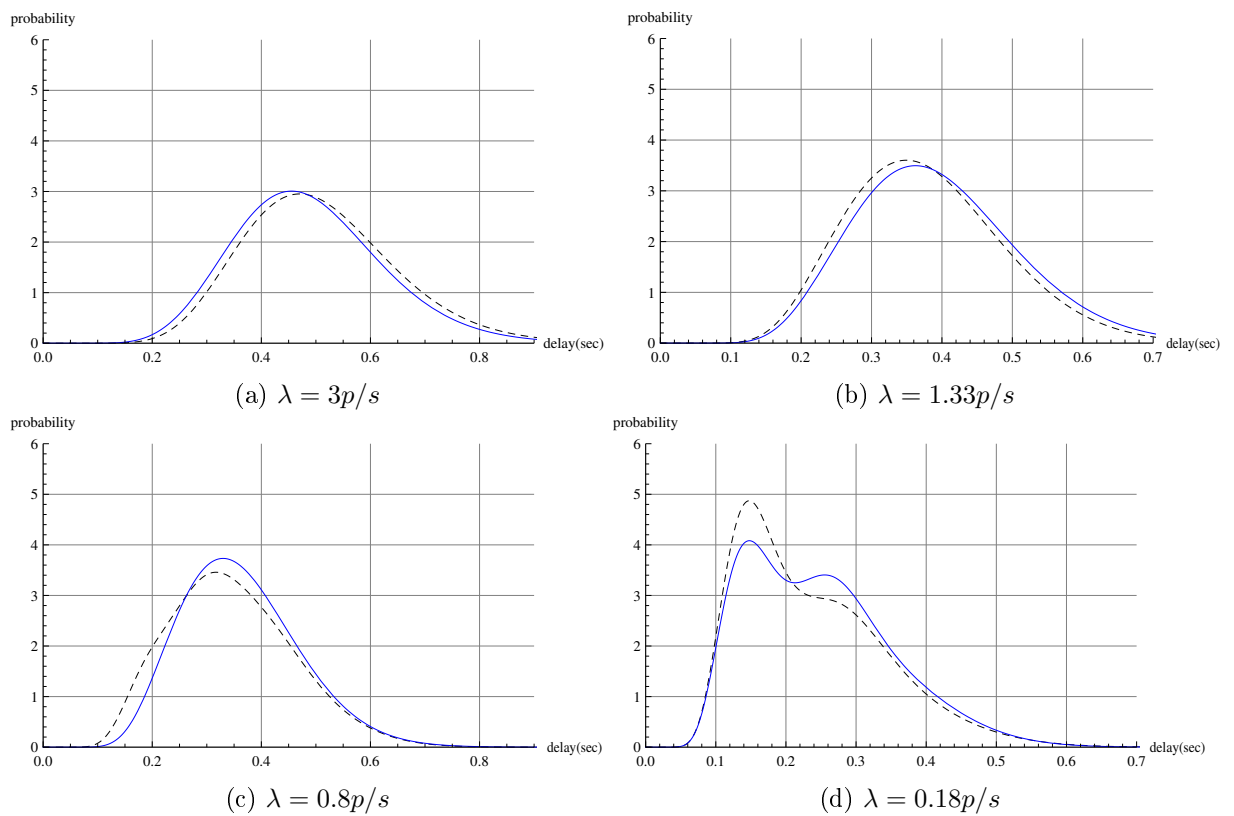 probability
probability
6
5
4
3
2
1
0
0.0 0.2 0.4 0.6 0.8
delay(sec)
6
5
4
3
2
1
0
0.0 0.1 0.2 0.3 0.4 0.5 0.6 0.7
delay(sec)
(a) λ = 3p/s
(b) λ = 1.33p/s
probability
probability
6
5
4
3
2
1
0
0.0 0.2 0.4 0.6 0.8
delay(sec)
6
5
4
3
2
1
0
0.0 0.1 0.2 0.3 0.4 0.5 0.6 0.7
delay(sec)
(c) λ = 0.8p/s
(d) λ = 0.18p/s